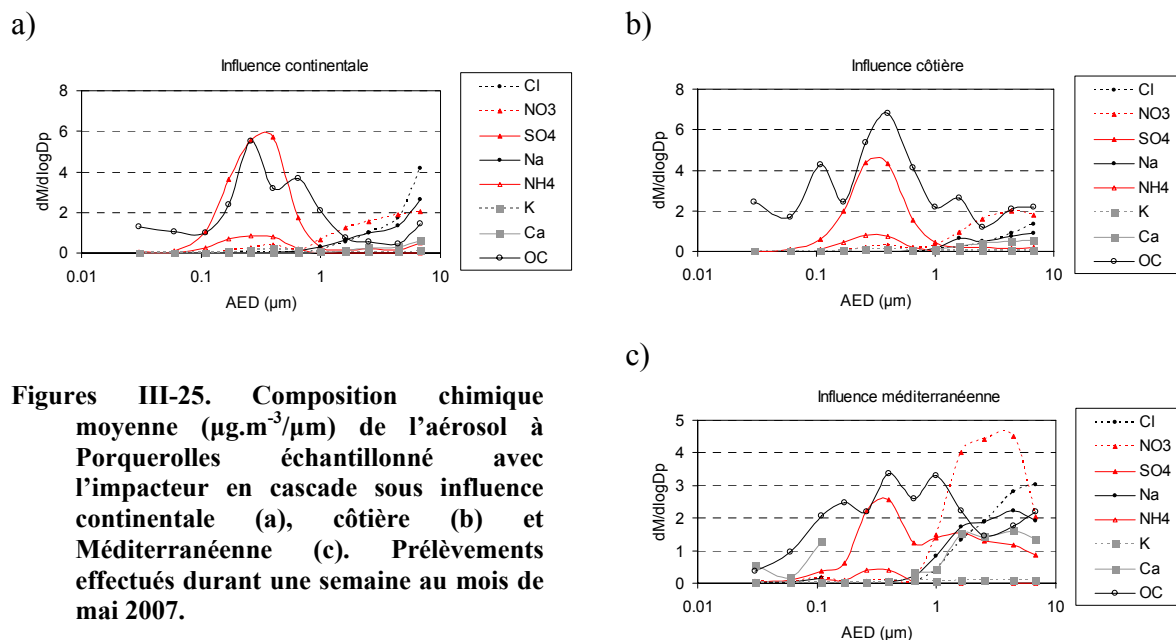 a)
Influence continentale
dM/dlogDp
8
6
4
2
0
0.01 0.1 1 10
AED (µm)
Cl
NO3
SO4
Na
NH4
K
Ca
OC
b)
Influence côtière
dM/dlogDp
8
6
4
2
0
0.01 0.1 1 10
AED (µm)
Cl
NO3
SO4
Na
NH4
K
Ca
OC
Figures III-25. Composition chimique
moyenne (µg.m-3/µm) de l'aérosol à
Porquerolles échantillonné avec
l'impacteur en cascade sous influence
continentale (a), côtière (b) et
Méditerranéenne (c). Prélèvements
effectués durant une semaine au mois de
mai 2007.
c)
Influence méditerranéenne
dM/dlogDp
5
4
3
2
1
0
0.01 0.1 1 10
AED (µm)
Cl
NO3
SO4
Na
NH4
K
Ca
OC